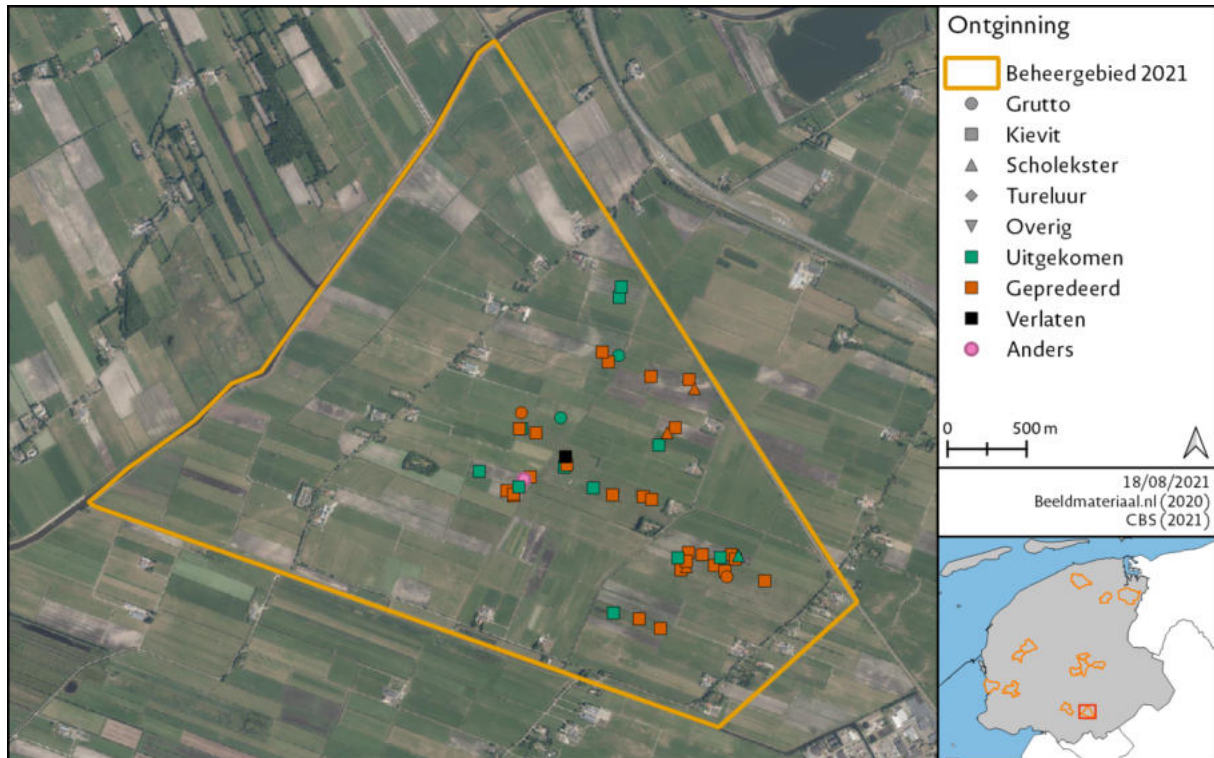 Ontginning
Beheergebied 2021
Grutto
Kievit
Scholekster
Tureluur
Overig
Uitgekomen
Gepredeerd
Verlaten
Anders
0 500 m
18/08/2021
Beeldmateriaal.nl (2020)
CBS (2021)